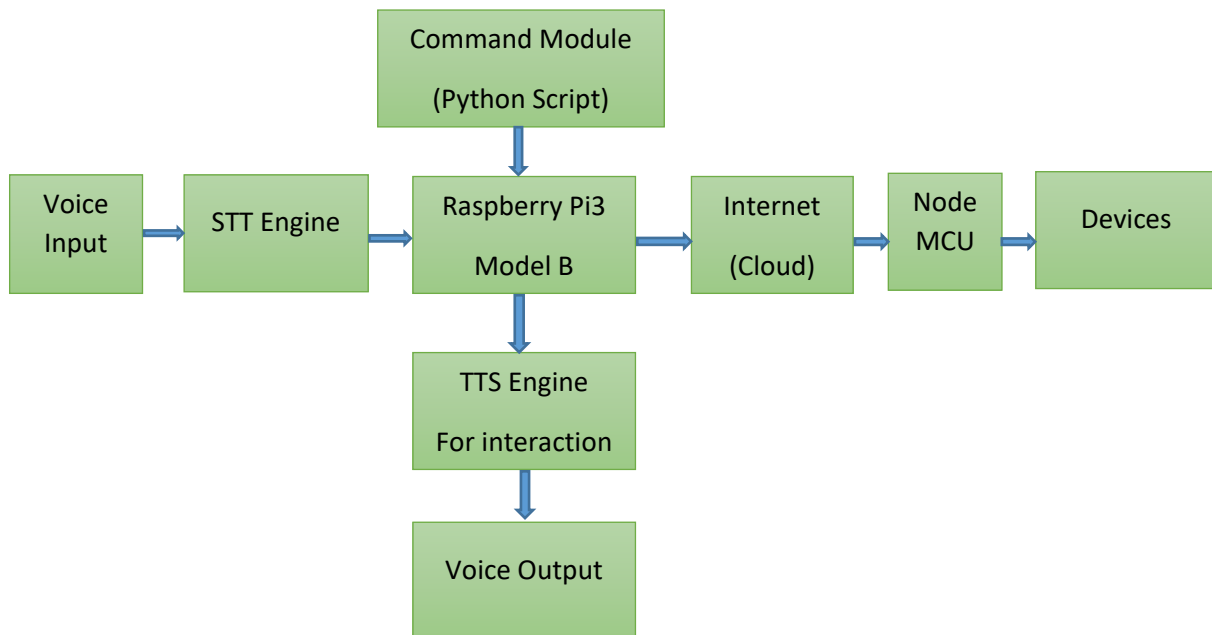 Command Module
(Python Script)
Voice
Input
STT Engine
Raspberry Pi3
Model B
Internet
(Cloud)
Node
MCU
Devices
TTS Engine
For interaction
Voice Output